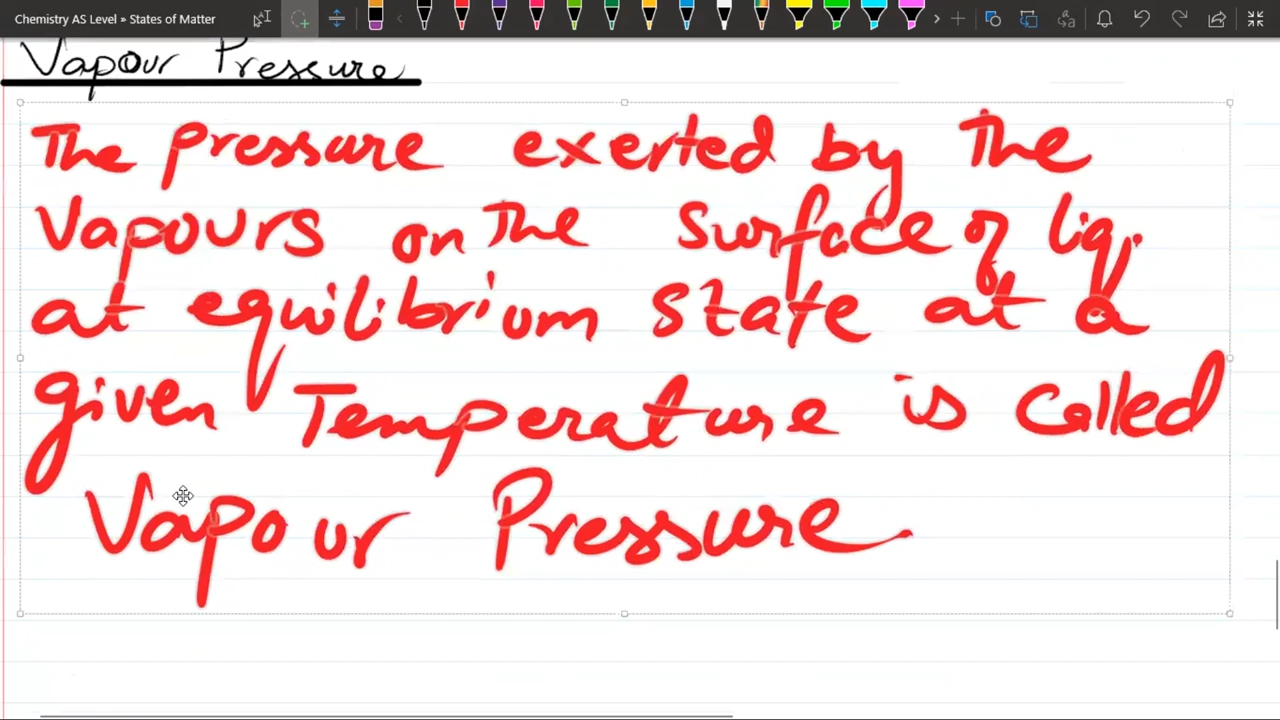 Chemistry AS Level » States of Matter
Vapour Pressure
The pressure exerted by The
Vapours on The surface of liq.
at equilibrium state at a
given Temperature is called
Vapour Pressure